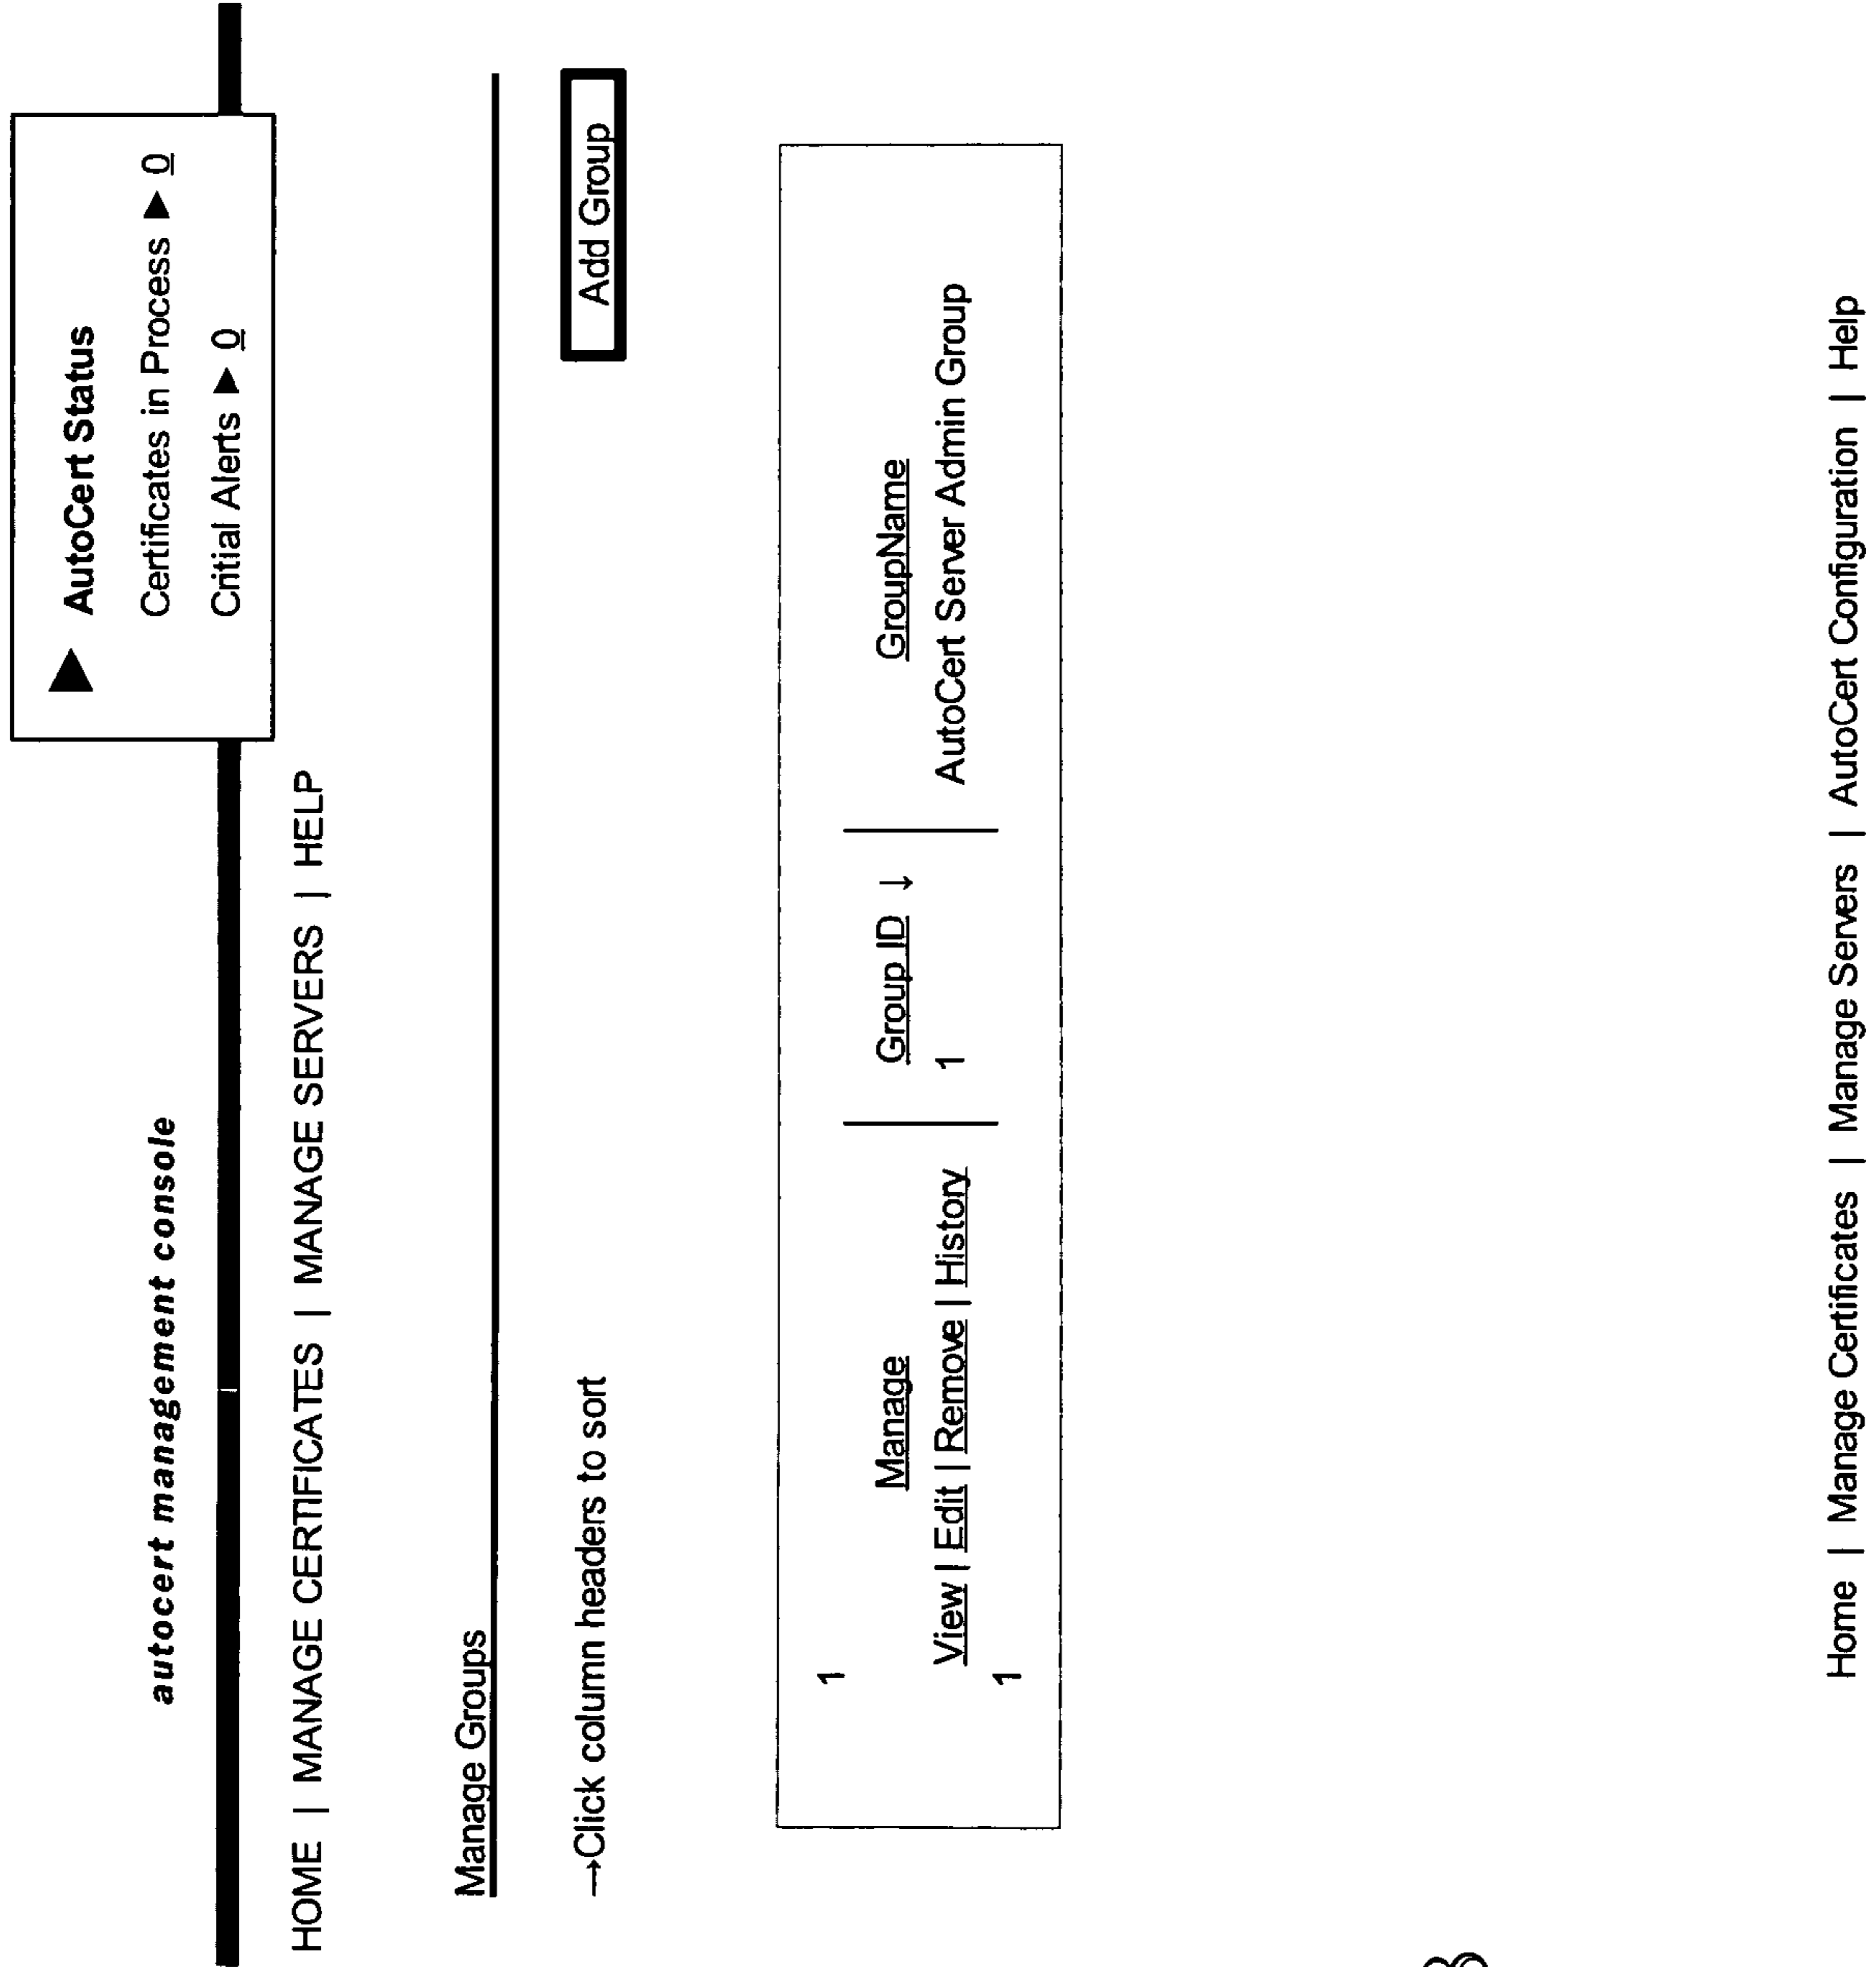 autocert management console
▶ AutoCert Status
Certificates in Process ▶ 0
Critial Alerts ▶ 0
HOME | MANAGE CERTIFICATES | MANAGE SERVERS | HELP
Manage Groups
→Click column headers to sort
Add Group
1
Manage | Group ID ↓ | GroupName
View | Edit | Remove | History 1 AutoCert Server Admin Group
1
Home | Manage Certificates | Manage Servers | AutoCert Configuration | Help